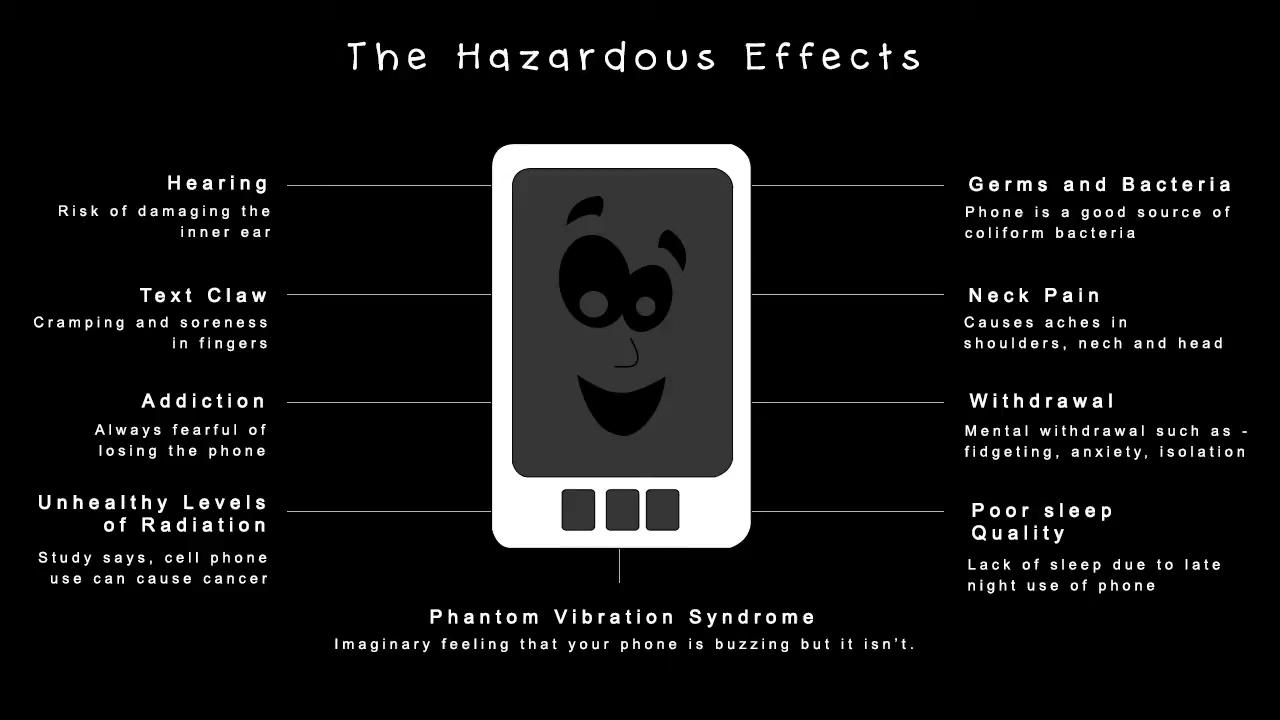 The Hazardous Effects
Hearing
Risk of damaging the
inner ear
Text Claw
Cramping and soreness
in fingers
Addiction
Always fearful of
losing the phone
Unhealthy Levels
of Radiation
Study says, cell phone
use can cause cancer
Germs and Bacteria
Phone is a good source of
coliform bacteria
Neck Pain
Causes aches in
shoulders, nech and head
Withdrawal
Mental withdrawal such as -
fidgeting, anxiety, isolation
Poor sleep
Quality
Lack of sleep due to late
night use of phone
Phantom Vibration Syndrome
Imaginary feeling that your phone is buzzing but it isn't.